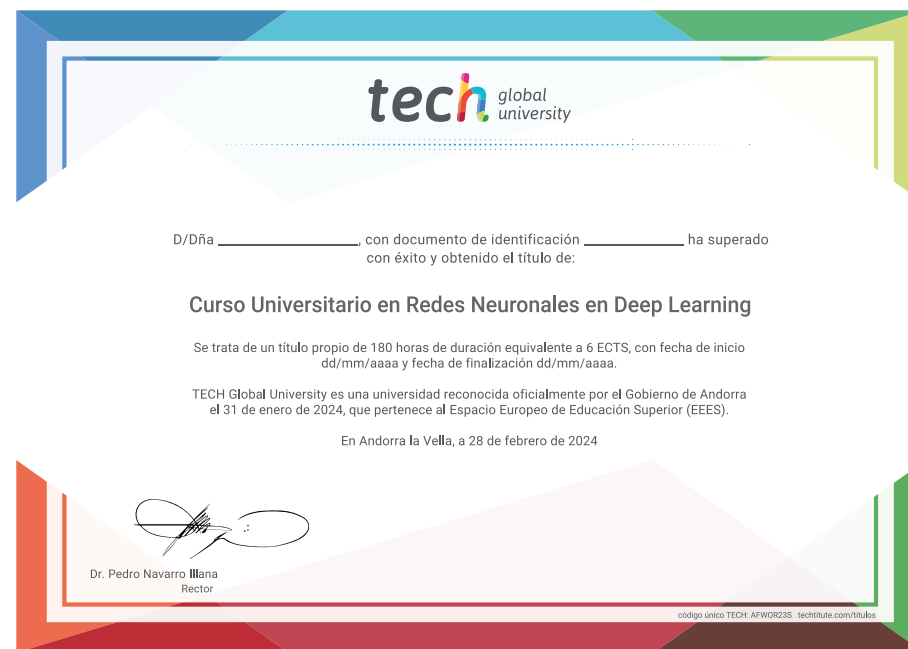 tech global university
D/Dña __________________, con documento de identificación _____________ ha superado
con éxito y obtenido el título de:
Curso Universitario en Redes Neuronales en Deep Learning
Se trata de un título propio de 180 horas de duración equivalente a 6 ECTS, con fecha de inicio
dd/mm/aaaa y fecha de finalización dd/mm/aaaa.
TECH Global University es una universidad reconocida oficialmente por el Gobierno de Andorra
el 31 de enero de 2024, que pertenece al Espacio Europeo de Educación Superior (EEES).
En Andorra la Vella, a 28 de febrero de 2024
Dr. Pedro Navarro Illana
Rector
código único TECH: AFWOR23S techtitute.com/titulos